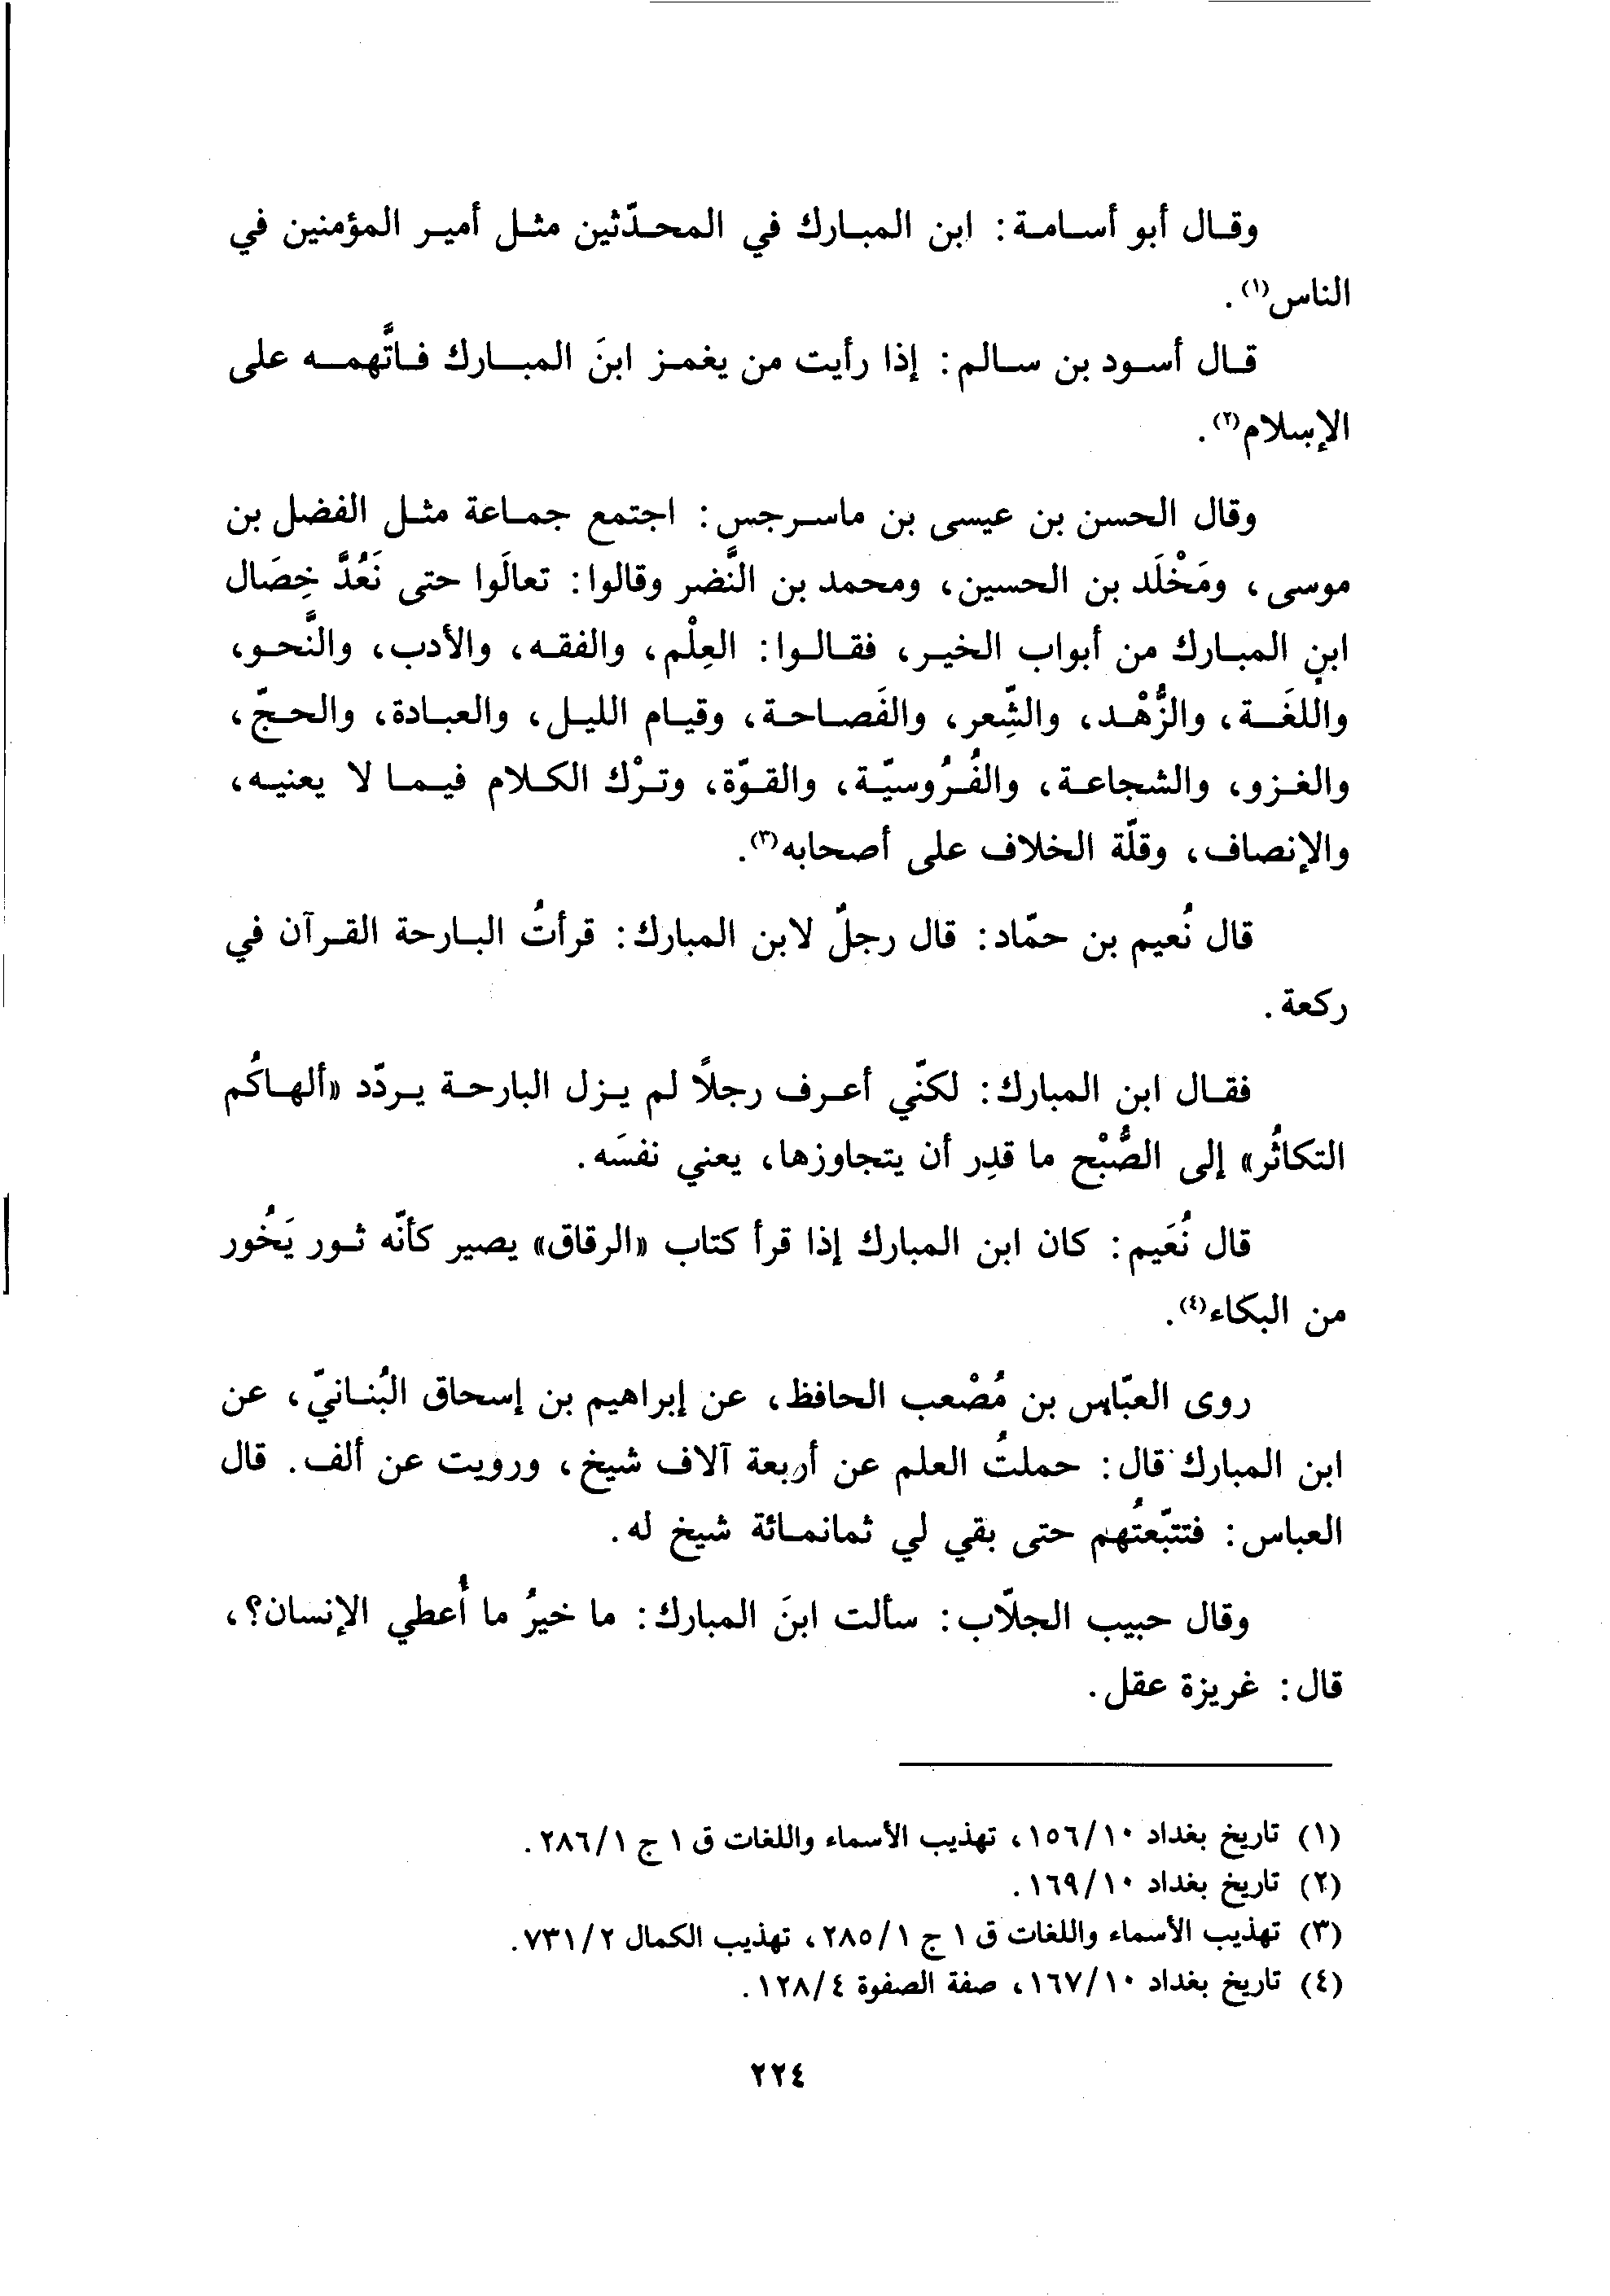 وقال أبو أسامة: ابن المبارك في المحدّثين مثل أمير المؤمنين في
الناس(١).
قال أسود بن سالم: إذا رأيت من يغمز ابنَ المبارك فاتَّهمه على
الإسلام(٢).
وقال الحسن بن عيسى بن ماسرجس: اجتمع جماعة مثل الفضل بن
موسى، ومَخْلَد بن الحسين، ومحمد بن النَّضر وقالوا: تعالَوا حتى نَعُدَّ خِصَال
ابن المبارك من أبواب الخير، فقالوا: العِلْم، والفقه، والأدب، والنَّحو،
واللغَة، والزُّهْد، والشِّعر، والفَصاحة، وقيام الليل، والعبادة، والحجّ،
والغزو، والشجاعة، والفُرُوسيّة، والقوّة، وترْك الكلام فيما لا يعنيه،
والإنصاف، وقلّة الخلاف على أصحابه(٣).
قال نُعيم بن حمّاد: قال رجلٌ لابن المبارك: قرأتُ البارحة القرآن في
ركعة.
فقال ابن المبارك: لكنّي أعرف رجلاً لم يزل البارحة يردّد «ألهاكُم
التكاثُر» إلى الصُّبْح ما قدِر أن يتجاوزها، يعني نفسَه.
قال نُعَيم: كان ابن المبارك إذا قرأ كتاب «الرقاق» يصير كأنّه ثور يَخُور
من البكاء(٤).
روى العبّاس بن مُصْعب الحافظ، عن إبراهيم بن إسحاق البُنانيّ، عن
ابن المبارك قال: حملتُ العلم عن أربعة آلاف شيخ، ورويت عن ألف. قال
العباس: فتتبّعتُهم حتى بقي لي ثمانمائة شيخ له.
وقال حبيب الجلّاب: سألت ابنَ المبارك: ما خيرُ ما أُعطي الإنسان؟،
قال: غريزة عقل.
(١) تاريخ بغداد ١٥٦/١٠، تهذيب الأسماء واللغات ق ١ ج ٢٨٦/١.
(٢) تاريخ بغداد ١٦٩/١٠.
(٣) تهذيب الأسماء واللغات ق ١ ج ٢٨٥/١، تهذيب الكمال ٧٣١/٢.
(٤) تاريخ بغداد ١٦٧/١٠، صفة الصفوة ١٢٨/٤.
٢٢٤